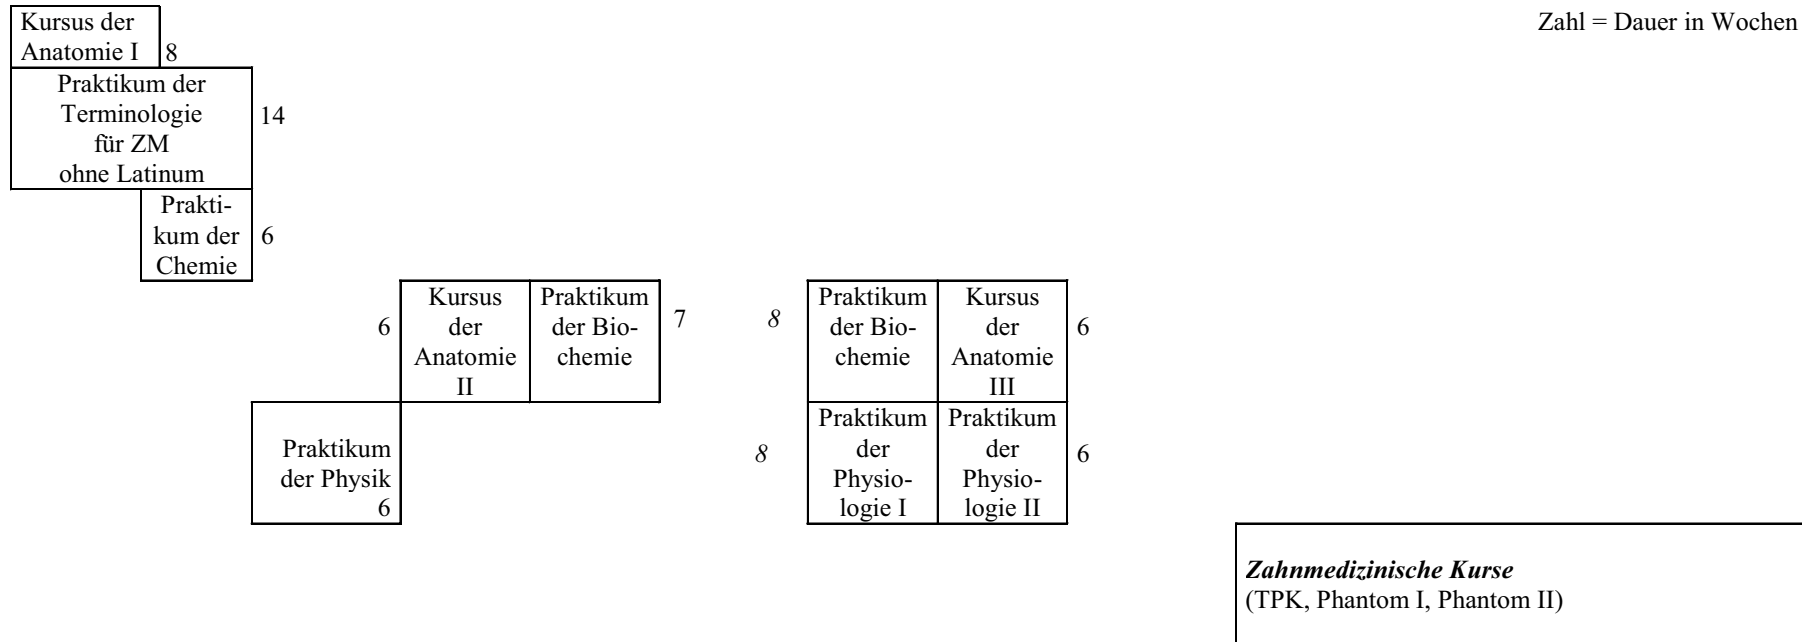 Kursus der
Anatomie I
8
Zahl = Dauer in Wochen
Praktikum der
Terminologie
für ZM
ohne Latinum
14
Prakti-
kum der
Chemie
6
6
Kursus
der
Anatomie
II
Praktikum
der Bio-
chemie
7
8
Praktikum
der Bio-
chemie
Kursus
der
Anatomie
III
6
Praktikum
der Physik
6
8
Praktikum
der
Physio-
logie I
Praktikum
der
Physio-
logie II
6
Zahnmedizinische Kurse
(TPK, Phantom I, Phantom II)